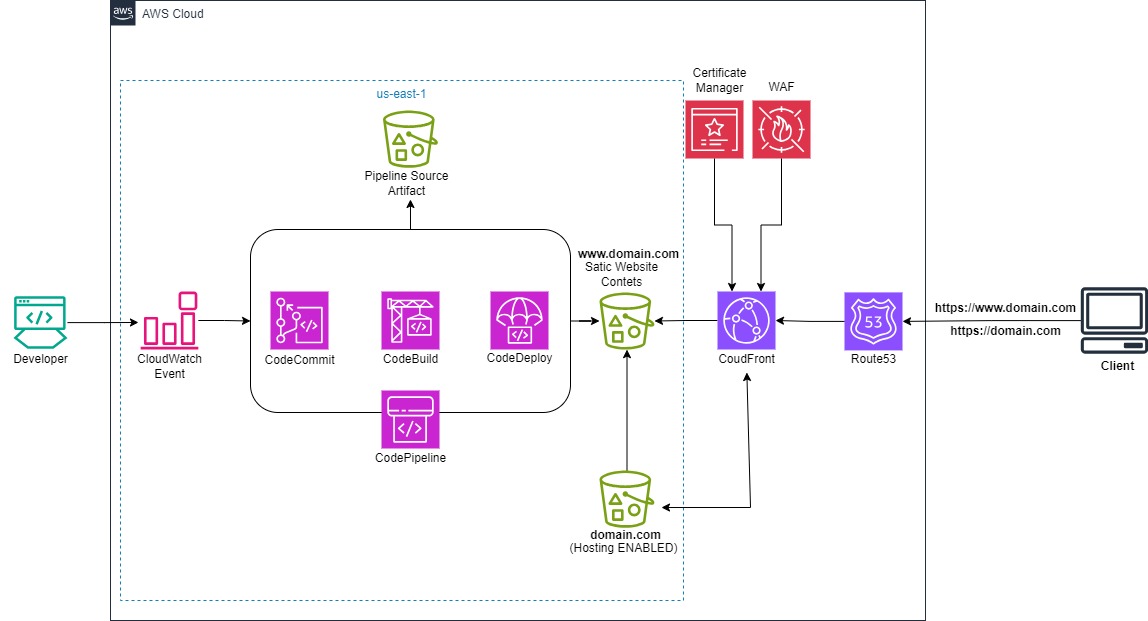 aws
AWS Cloud
us-east-1
Pipeline Source
Artifact
Certificate
Manager
WAF
www.domain.com
Satic Website
Contets
https://www.domain.com
https://domain.com
53
Developer
CloudWatch
Event
CodeCommit
CodeBuild
CodeDeploy
CoudFront
Route53
Client
CodePipeline
domain.com
(Hosting ENABLED)